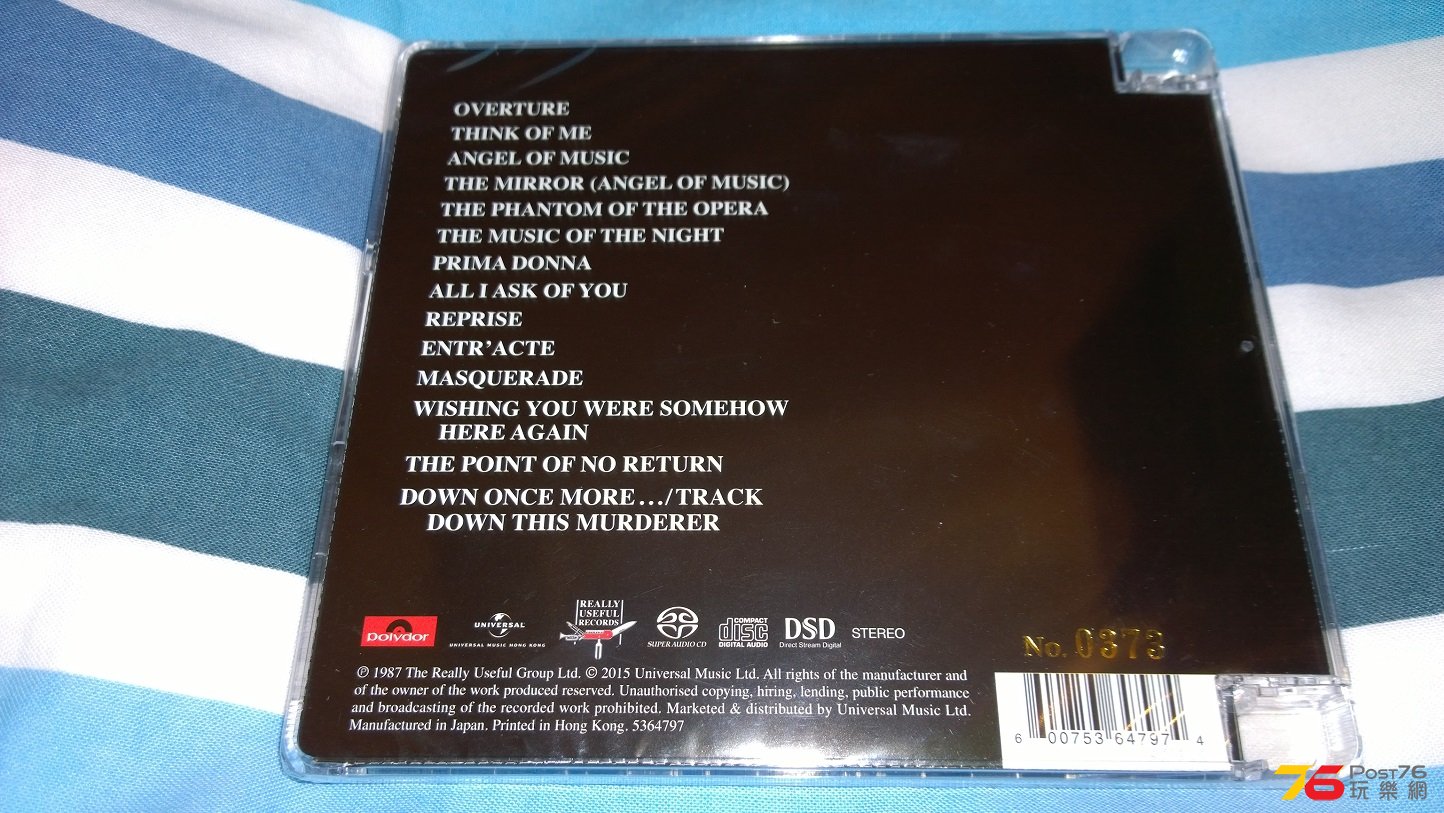 OVERTURE
THINK OF ME
ANGEL OF MUSIC
THE MIRROR (ANGEL OF MUSIC)
THE PHANTOM OF THE OPERA
THE MUSIC OF THE NIGHT
PRIMA DONNA
ALL I ASK OF YOU
REPRISE
ENTR'ACTE
MASQUERADE
WISHING YOU WERE SOMEHOW
HERE AGAIN
THE POINT OF NO RETURN
DOWN ONCE MORE.../TRACK
DOWN THIS MURDERER
Polydor
UNIVERSAL
UNIVERSAL MUSIC HONG KONG
REALLY
USEFUL
RECORDS
SUPER AUDIO CD
COMPACT
disc
DIGITAL AUDIO
DSD
Direct Stream Digital
STEREO
No. 0373
℗ 1987 The Really Useful Group Ltd. © 2015 Universal Music Ltd. All rights of the manufacturer and
of the owner of the work produced reserved. Unauthorised copying, hiring, lending, public performance
and broadcasting of the recorded work prohibited. Marketed & distributed by Universal Music Ltd.
Manufactured in Japan. Printed in Hong Kong. 5364797
6 00753 64797 4
76 POST76
玩樂網